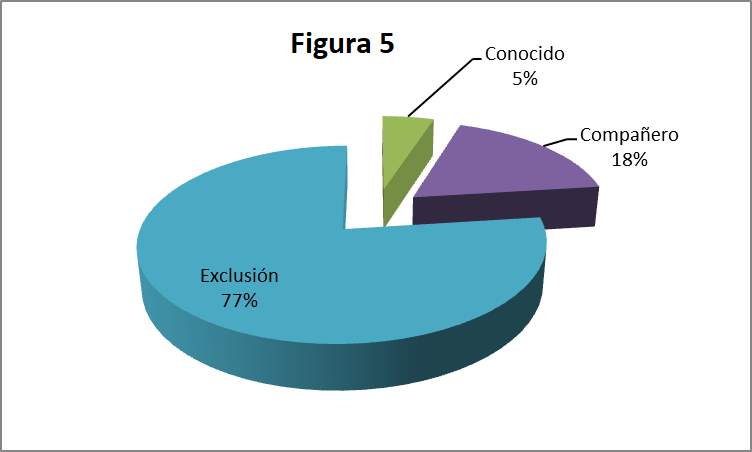 Figura 5
Conocido
5%
Compañero
18%
Exclusión
77%